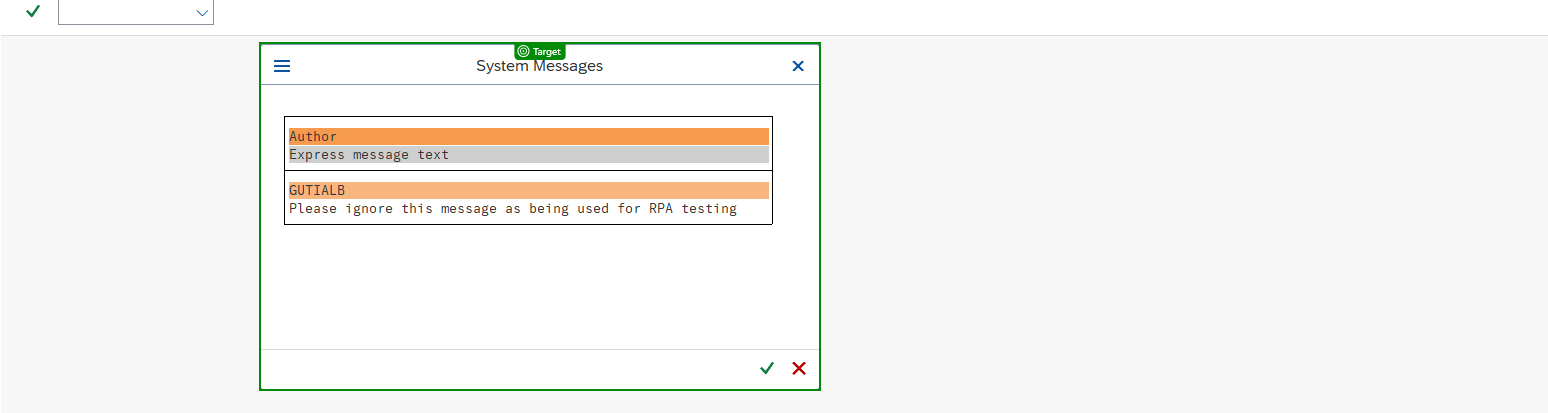 Target
System Messages
Author
Express message text
GUTIALB
Please ignore this message as being used for RPA testing